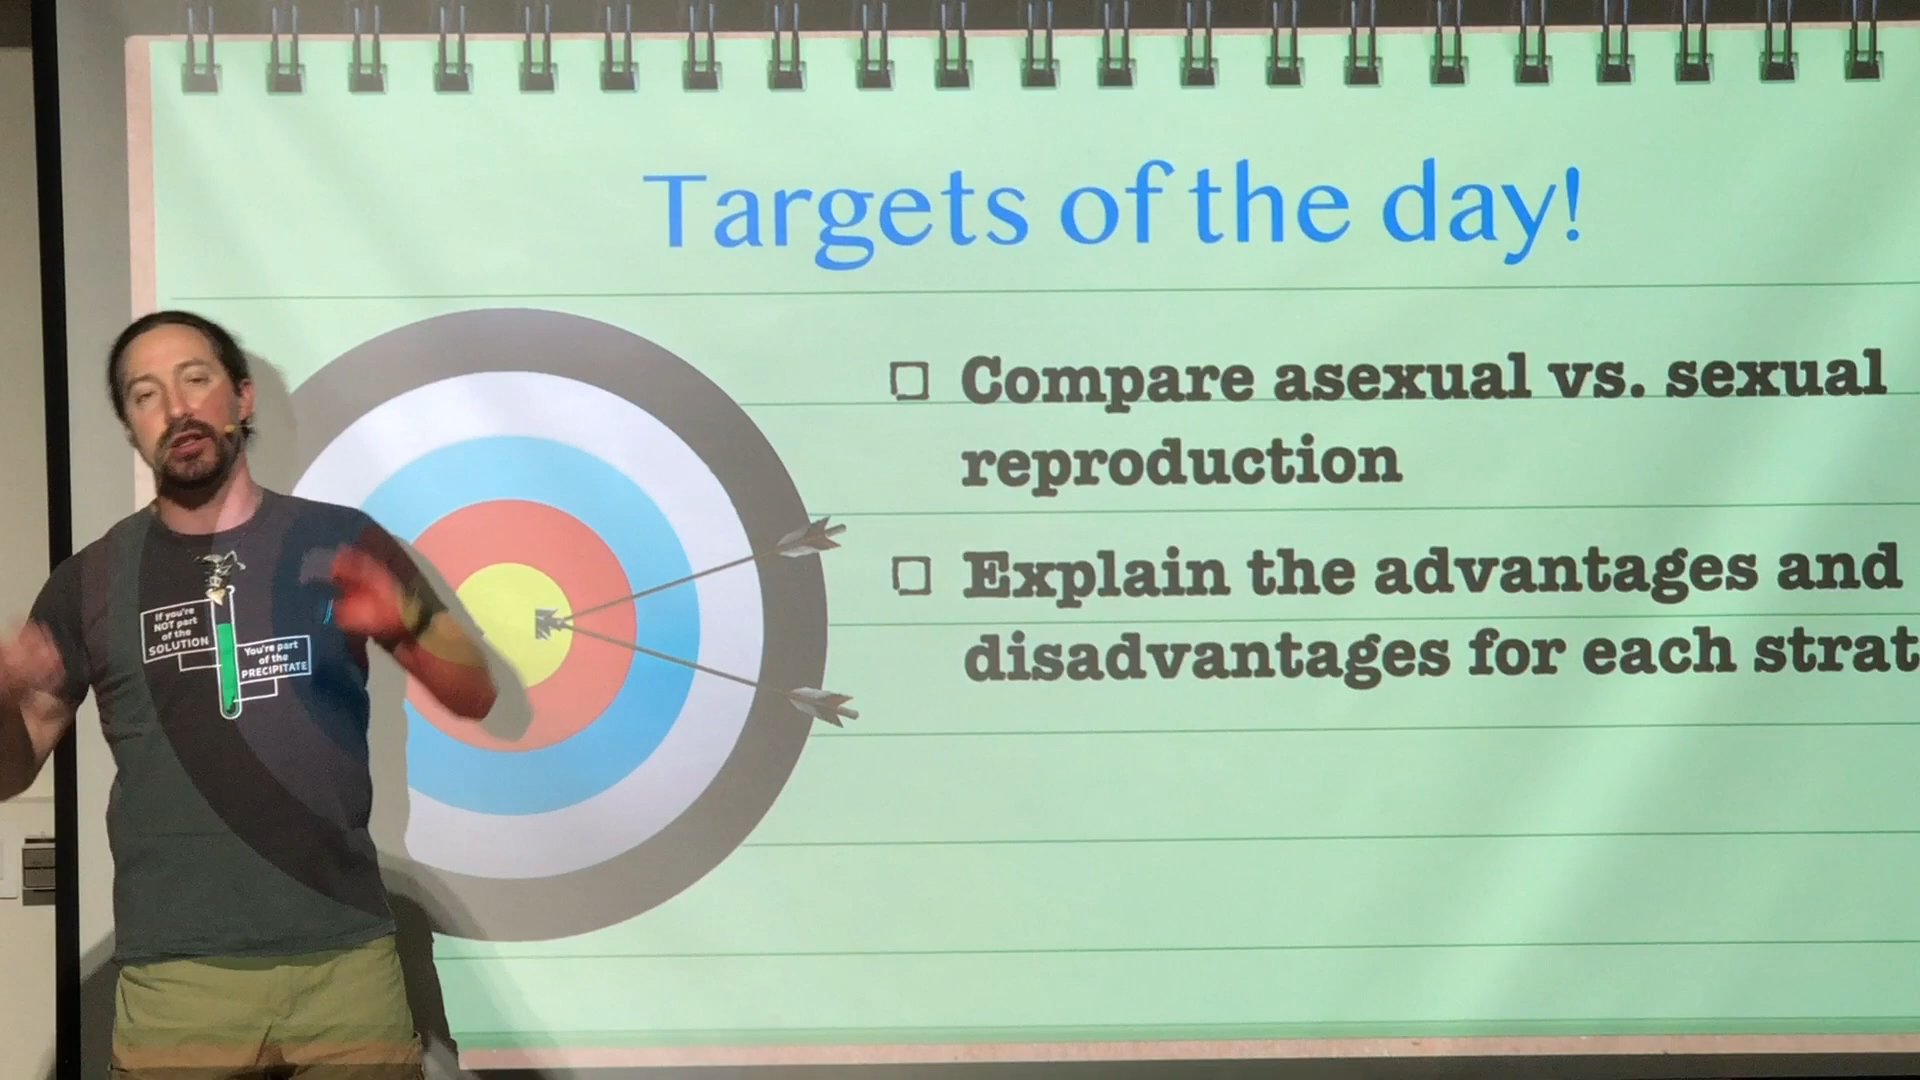 Targets of the day!
Compare asexual vs. sexual
reproduction
Explain the advantages and
disadvantages for each strat
If you're
NOT part
of the
SOLUTION
You're part
of the
PRECIPITATE